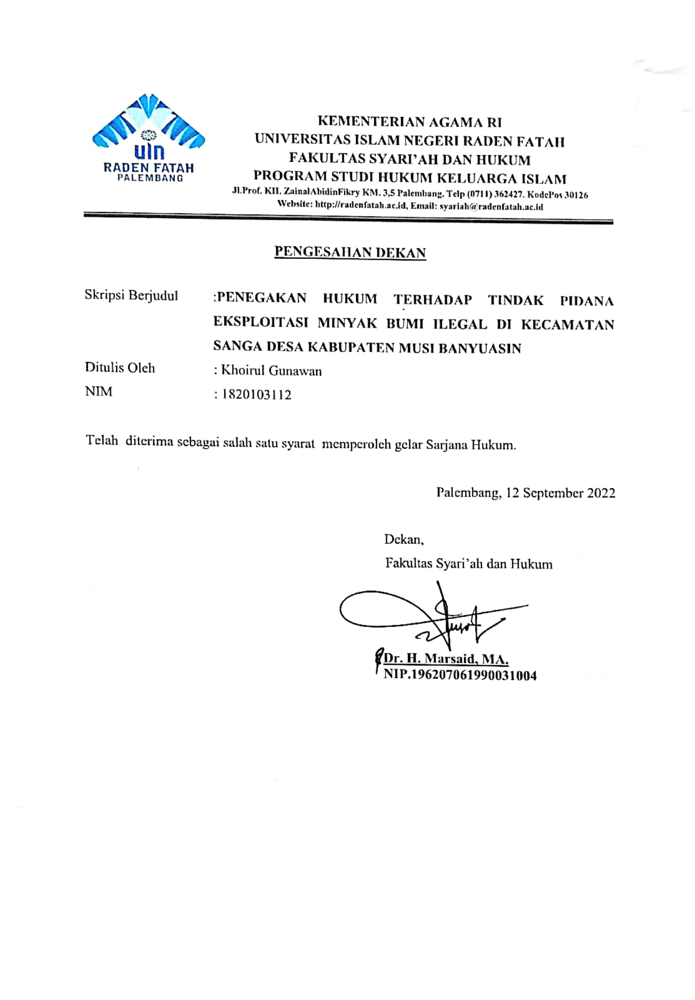 uin
RADEN FATAH
PALEMBANG
KEMENTERIAN AGAMA RI
UNIVERSITAS ISLAM NEGERI RADEN FATAH
FAKULTAS SYARI’AH DAN HUKUM
PROGRAM STUDI HUKUM KELUARGA ISLAM
Jl.Prof. KH. ZainalAbidinFikry KM. 3,5 Palembang. Telp (0711) 362427. KodePos 30126
Website: http://radenfatah.ac.id, Email: syariah@radenfatah.ac.id
PENGESAHAN DEKAN
Skripsi Berjudul :PENEGAKAN HUKUM TERHADAP TINDAK PIDANA
EKSPLOITASI MINYAK BUMI ILEGAL DI KECAMATAN
SANGA DESA KABUPATEN MUSI BANYUASIN
Ditulis Oleh : Khoirul Gunawan
NIM : 1820103112
Telah diterima sebagai salah satu syarat memperoleh gelar Sarjana Hukum.
Palembang, 12 September 2022
Dekan,
Fakultas Syari’ah dan Hukum
Dr. H. Marsaid, MA.
NIP.196207061990031004